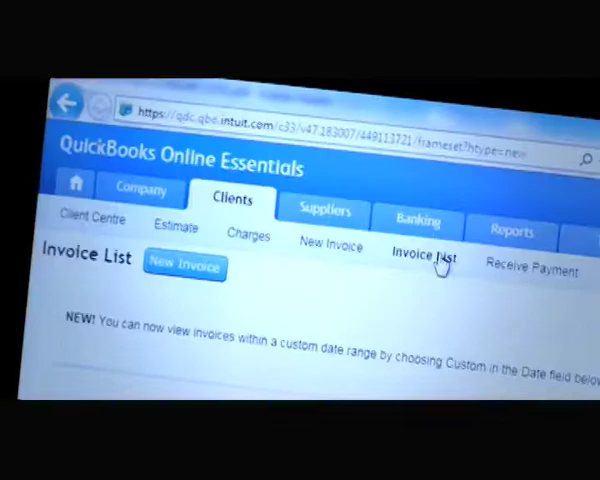 https://qdc.qbo.intuit.com/c33/v47.183007/449113721/frameset?htype=new
QuickBooks Online Essentials
Company Clients Suppliers Banking Reports
Client Centre Estimate Charges New Invoice Invoice List Receive Payment
Invoice List New Invoice
NEW! You can now view invoices within a custom date range by choosing Custom in the Date field below